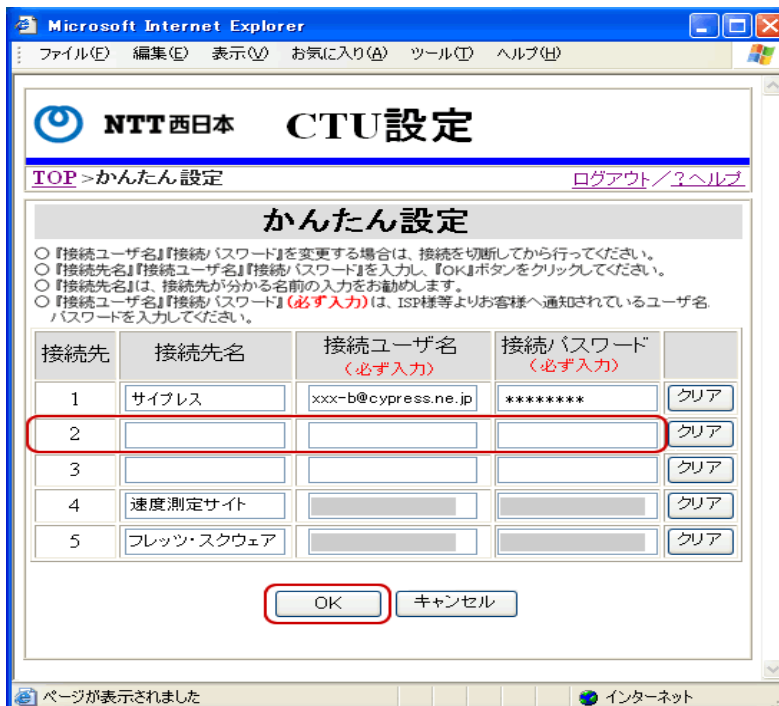 Microsoft Internet Explorer
ファイル(F) 編集(E) 表示(V) お気に入り(A) ツール(T) ヘルプ(H)
NTT西日本 CTU設定
TOP >かんたん設定 ログアウト/?ヘルプ
かんたん設定
○『接続ユーザ名』『接続パスワード』を変更する場合は、接続を切断してから行ってください。
○『接続先名』『接続ユーザ名』『接続パスワード』を入力し、『OK』ボタンをクリックしてください。
○『接続先名』は、接続先が分かる名前の入力をお勧めします。
○『接続ユーザ名』『接続パスワード』(必ず入力)は、ISP様等よりお客様へ通知されているユーザ名、
パスワードを入力してください。
接続先 接続先名 接続ユーザ名 接続パスワード
(必ず入力) (必ず入力)
1 サイプレス xxx-b@cypress.ne.jp ******** クリア
2 クリア
3 クリア
4 速度測定サイト クリア
5 フレッツ・スクウェア クリア
OK キャンセル
ページが表示されました インターネット